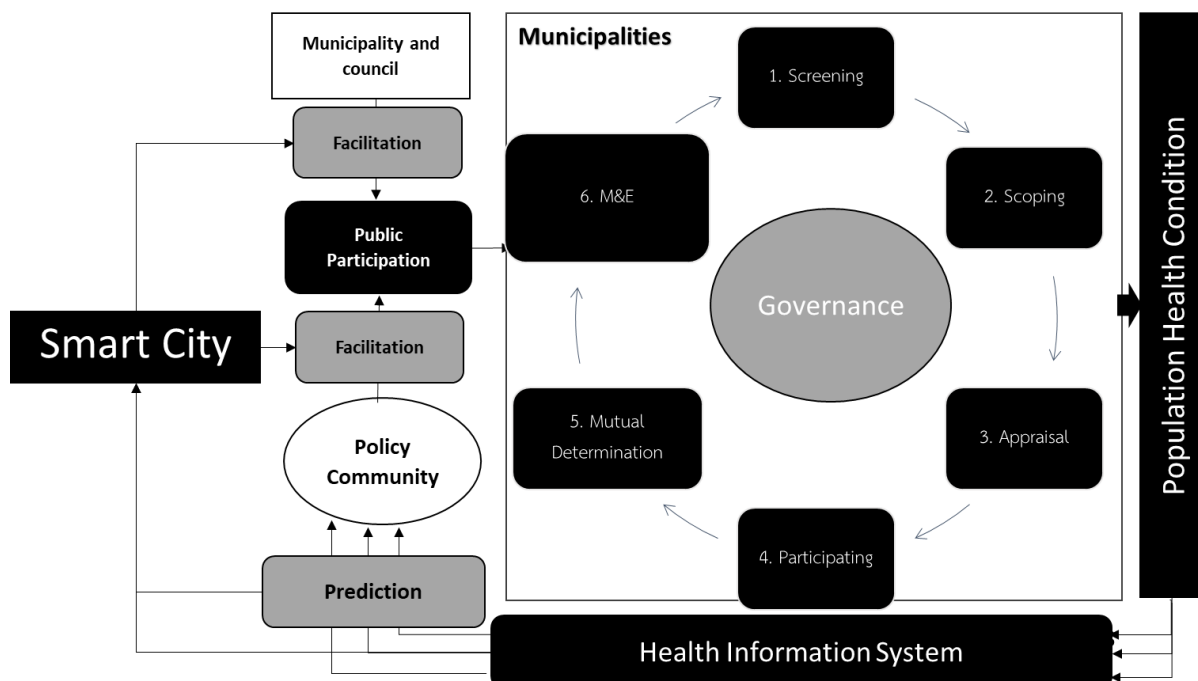 Municipality and
council
Facilitation
Public
Participation
Smart City
Facilitation
Policy
Community
Prediction
Municipalities
1. Screening
2. Scoping
3. Appraisal
4. Participating
5. Mutual
Determination
6. M&E
Governance
Population Health Condition
Health Information System